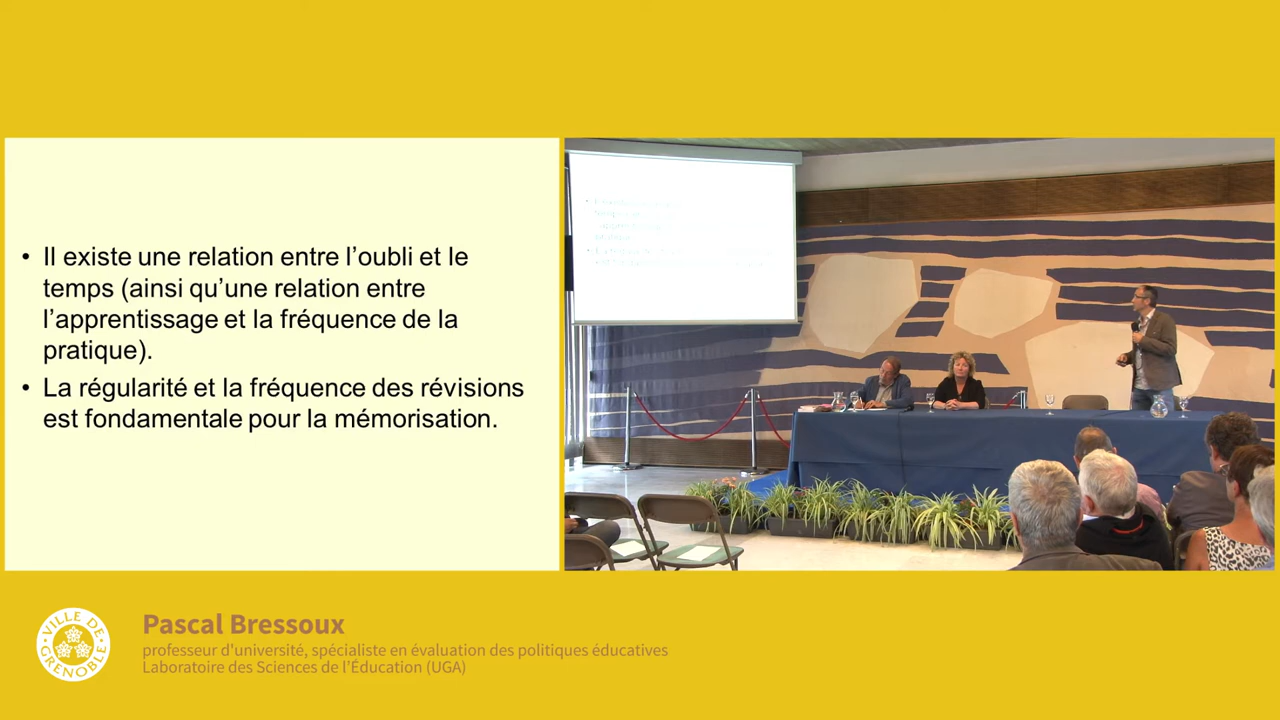 • Il existe une relation entre l’oubli et le
temps (ainsi qu’une relation entre
l’apprentissage et la fréquence de la
pratique).
• La régularité et la fréquence des révisions
est fondamentale pour la mémorisation.
VILLE DE
GRENOBLE
Pascal Bressoux
professeur d'université, spécialiste en évaluation des politiques éducatives
Laboratoire des Sciences de l’Éducation (UGA)